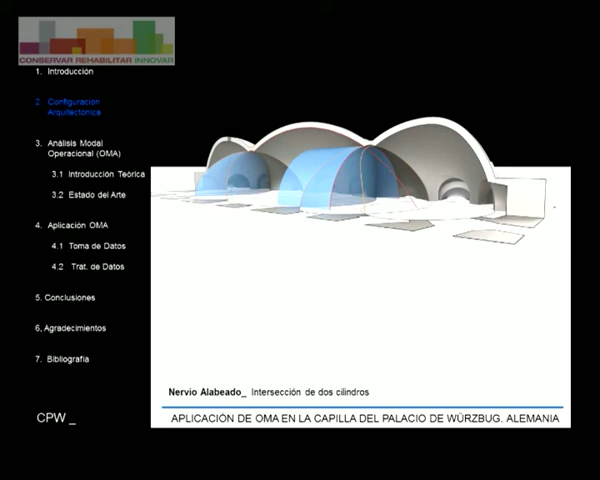 CONSERVAR REHABILITAR INNOVAR
1. Introducción
2 Configuración
Arquitectónica
3. Análisis Modal
Operacional (OMA)
3.1 Introducción Teórica
3.2 Estado del Arte
4. Aplicación OMA
4.1 Toma de Datos
4.2 Trat. de Datos
5. Conclusiones
6, Agradecimientos
7. Bibliografía
Nervio Alabeado_ Intersección de dos cilindros
CPW _
APLICACIÓN DE OMA EN LA CAPILLA DEL PALACIO DE WÜRZBUG. ALEMANIA